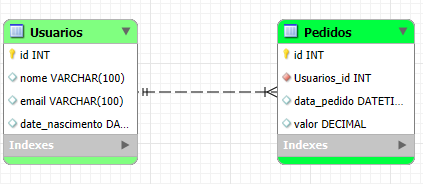 Usuarios
id INT
nome VARCHAR(100)
email VARCHAR(100)
date_nascimento DA...
Indexes
Pedidos
id INT
Usuarios_id INT
data_pedido DATETI...
valor DECIMAL
Indexes